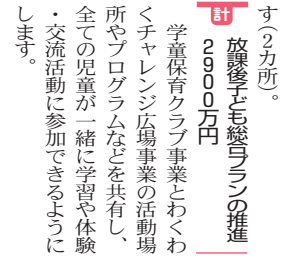 す(2カ所)。
計
放課後子ども総合プランの推進
2900万円
学童保育クラブ事業とわくわ
くチャレンジ広場事業の活動場
所やプログラムなどを共有し、
全ての児童が一緒に学習や体験
・交流活動に参加できるように
します。